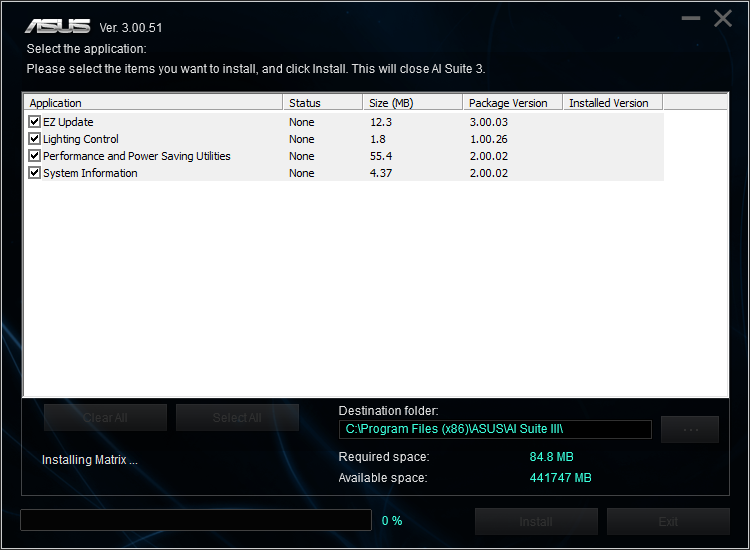 ASUS Ver. 3.00.51
Select the application:
Please select the items you want to install, and click Install. This will close AI Suite 3.
Application Status Size (MB) Package Version Installed Version
EZ Update None 12.3 3.00.03
Lighting Control None 1.8 1.00.26
Performance and Power Saving Utilities None 55.4 2.00.02
System Information None 4.37 2.00.02
Clear All Select All
Destination folder:
C:\Program Files (x86)\ASUS\AI Suite III\ ...
Installing Matrix ...
Required space: 84.8 MB
Available space: 441747 MB
0 % Install Exit